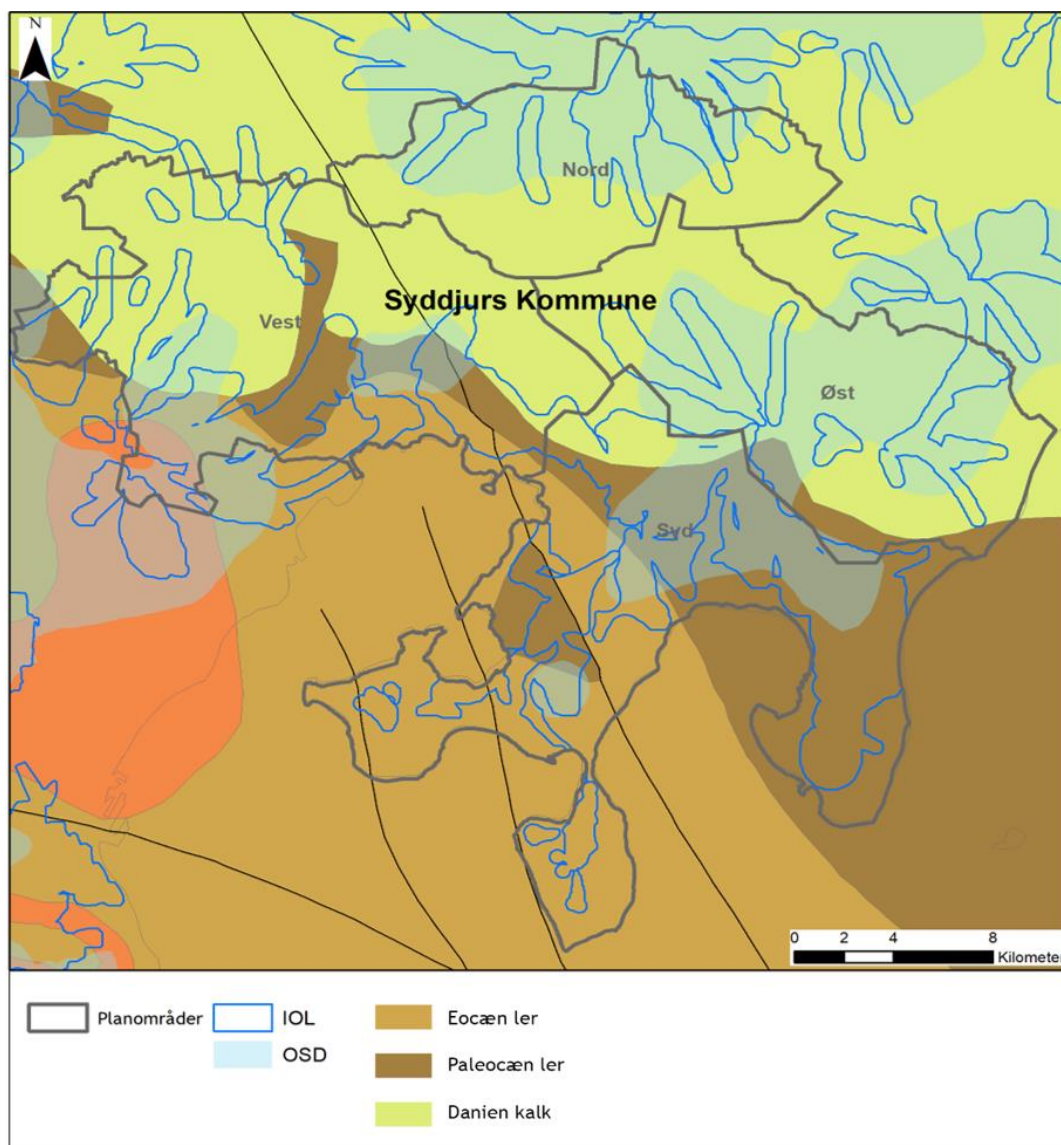 N
Nord
Syddjurs Kommune
Vest
Øst
Syd
0 2 4 8
Kilometer
Planområder
IOL
OSD
Eocæn ler
Paleocæn ler
Danien kalk